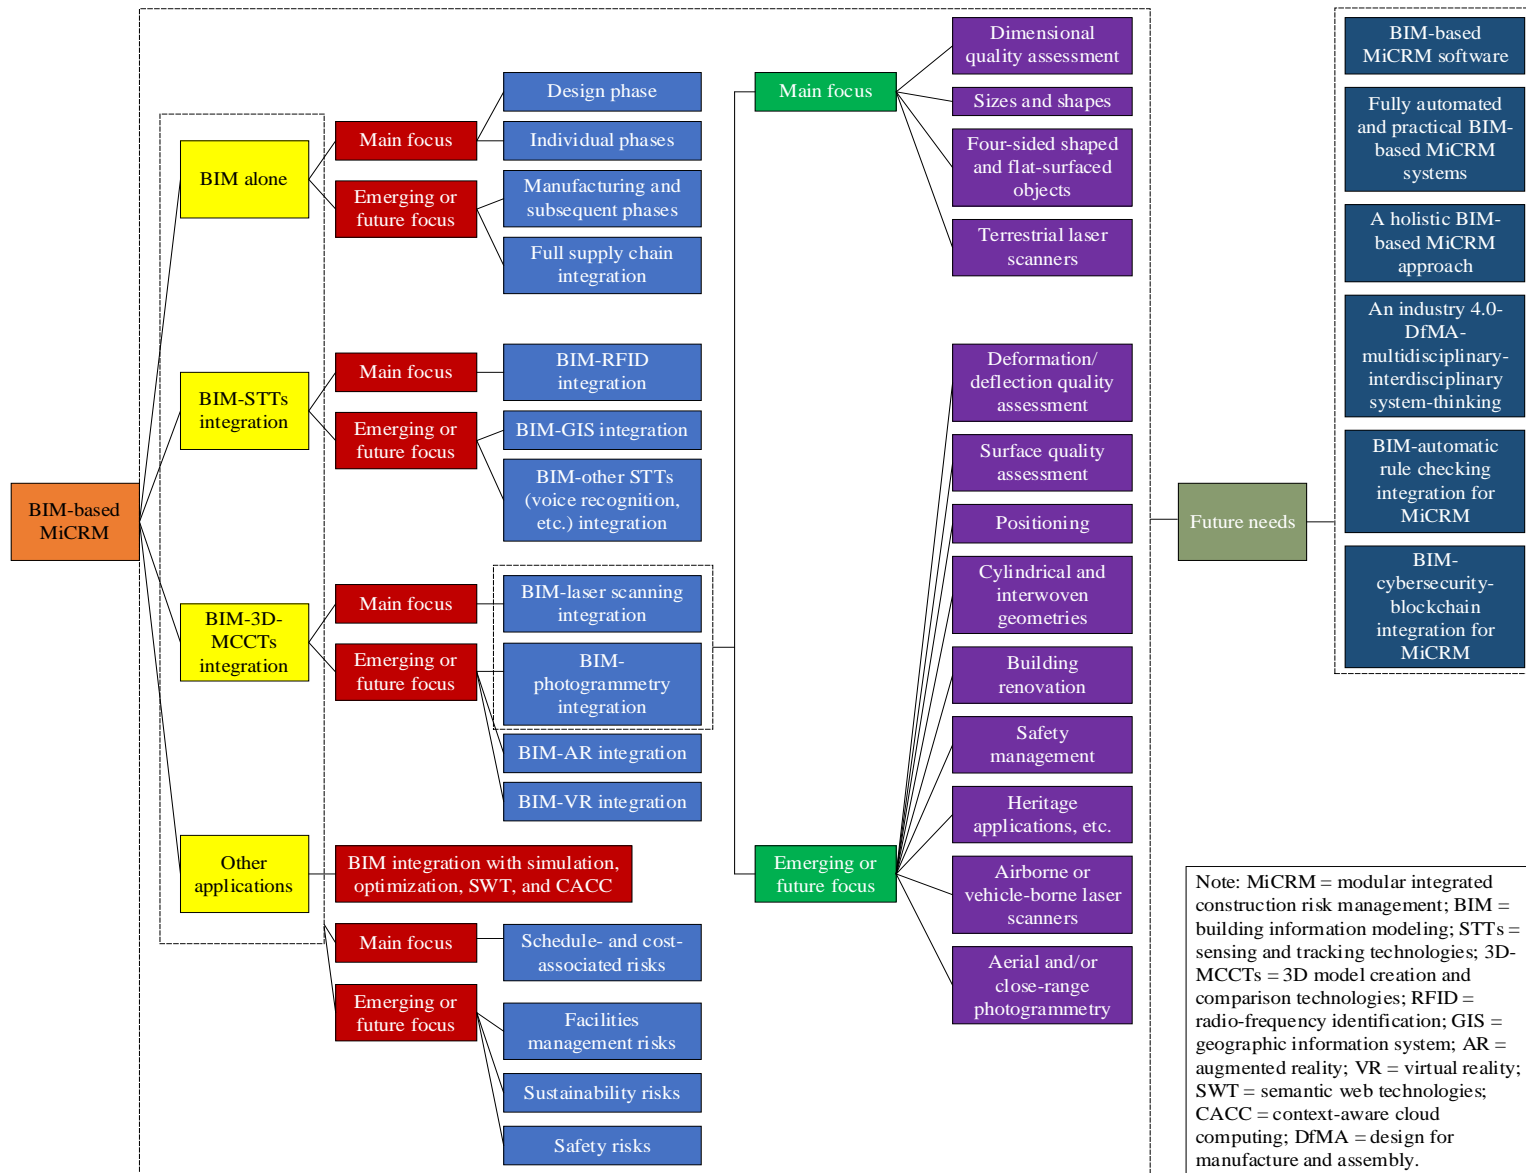 BIM-based
MiCRM
BIM alone
Main focus
Design phase
Individual phases
Emerging or
future focus
Manufacturing and
subsequent phases
Full supply chain
integration
BIM-STTs
integration
Main focus
BIM-RFID
integration
Emerging or
future focus
BIM-GIS integration
BIM-other STTs
(voice recognition,
etc.) integration
BIM-3D-
MCCTs
integration
Main focus
BIM-laser scanning
integration
Emerging or
future focus
BIM-
photogrammetry
integration
BIM-AR integration
BIM-VR integration
Other
applications
BIM integration with simulation,
optimization, SWT, and CACC
Main focus
Schedule- and cost-
associated risks
Emerging or
future focus
Facilities
management risks
Sustainability risks
Safety risks
Main focus
Dimensional
quality assessment
Sizes and shapes
Four-sided shaped
and flat-surfaced
objects
Terrestrial laser
scanners
Emerging or
future focus
Deformation/
deflection quality
assessment
Surface quality
assessment
Positioning
Cylindrical and
interwoven
geometries
Building
renovation
Safety
management
Heritage
applications, etc.
Airborne or
vehicle-borne laser
scanners
Aerial and/or
close-range
photogrammetry
Future needs
BIM-based
MiCRM software
Fully automated
and practical BIM-
based MiCRM
systems
A holistic BIM-
based MiCRM
approach
An industry 4.0-
DfMA-
multidisciplinary-
interdisciplinary
system-thinking
BIM-automatic
rule checking
integration for
MiCRM
BIM-
cybersecurity-
blockchain
integration for
MiCRM
Note: MiCRM = modular integrated
construction risk management; BIM =
building information modeling; STTs =
sensing and tracking technologies; 3D-
MCCTs = 3D model creation and
comparison technologies; RFID =
radio-frequency identification; GIS =
geographic information system; AR =
augmented reality; VR = virtual reality;
SWT = semantic web technologies;
CACC = context-aware cloud
computing; DfMA = design for
manufacture and assembly.